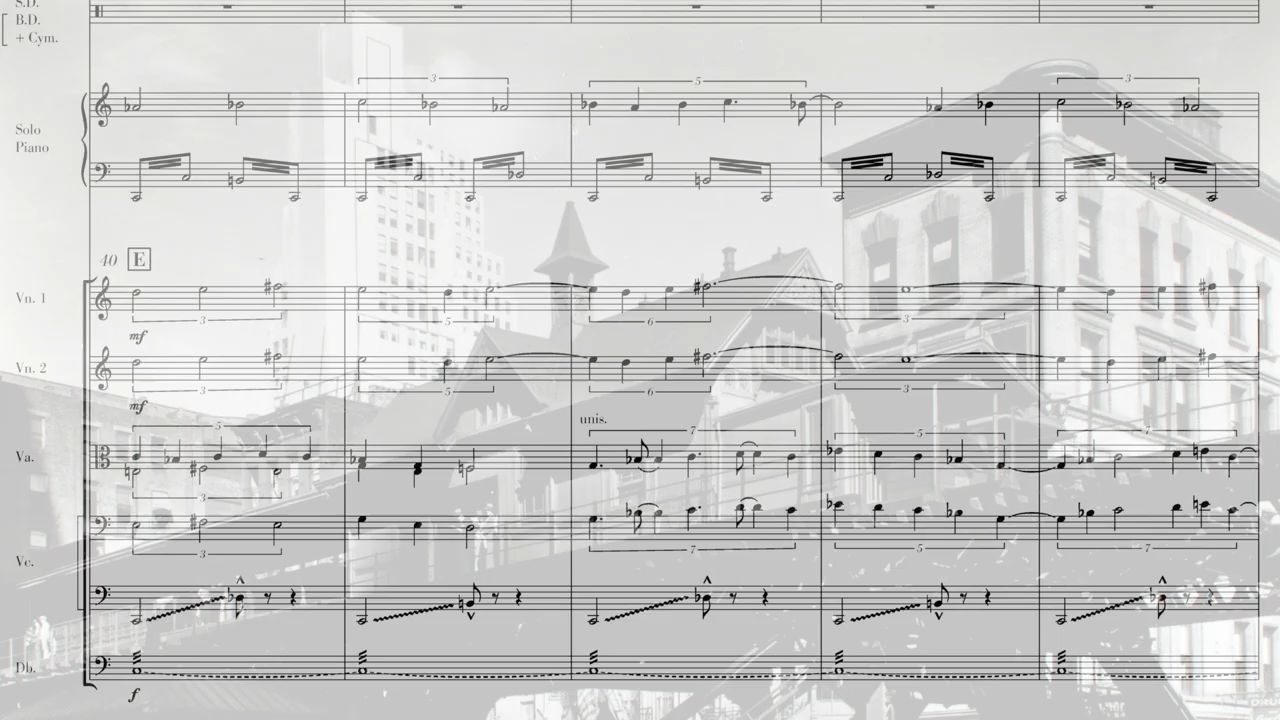 S.D.
B.D.
+ Cym.
3
5
3
Solo
Piano
40 E
Vn. 1
3
5
6
3
mf
Vn. 2
3
5
6
3
mf
unis.
5
7
5
Va.
3
3
7
5
7
Vc.
Db.
f